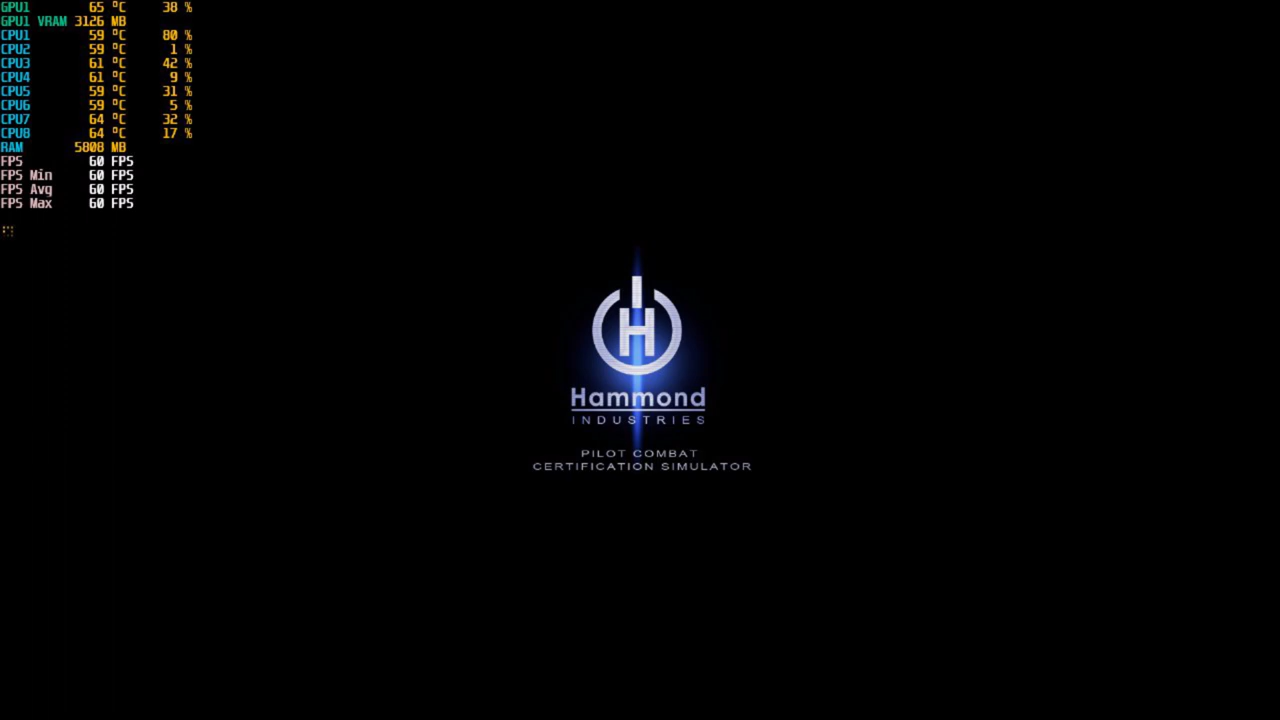 GPU1 65 °C 38 %
GPU1 VRAM 3126 MB
CPU1 59 °C 80 %
CPU2 59 °C 1 %
CPU3 61 °C 42 %
CPU4 61 °C 9 %
CPU5 59 °C 31 %
CPU6 59 °C 5 %
CPU7 64 °C 32 %
CPU8 64 °C 17 %
RAM 5808 MB
FPS 60 FPS
FPS Min 60 FPS
FPS Avg 60 FPS
FPS Max 60 FPS
H
Hammond
INDUSTRIES
PILOT COMBAT
CERTIFICATION SIMULATOR